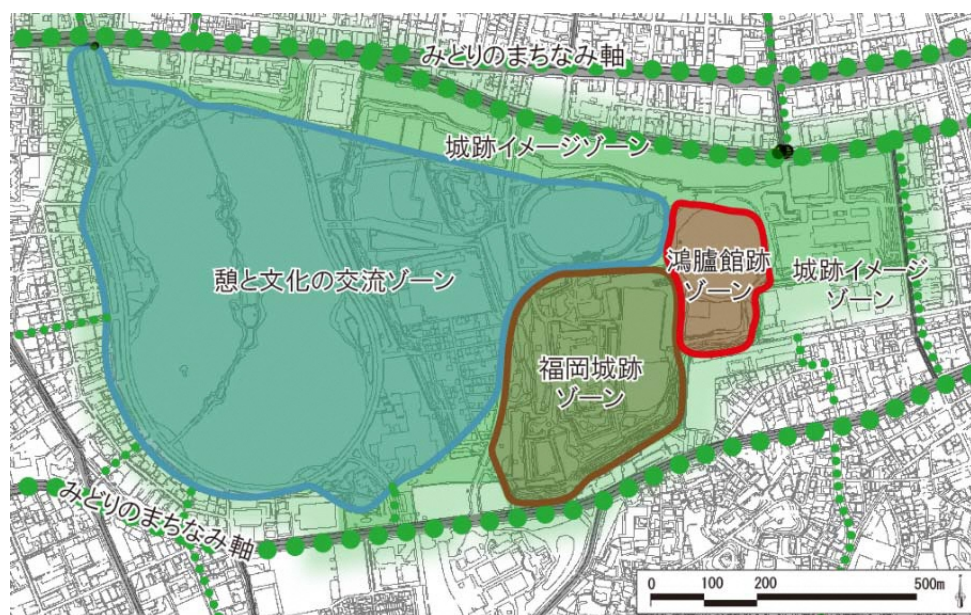 みどりのまちなみ軸
城跡イメージゾーン
鴻臚館跡
ゾーン
城跡イメージ
ゾーン
憩と文化の交流ゾーン
福岡城跡
ゾーン
みどりのまちなみ軸
0 100 200 500m